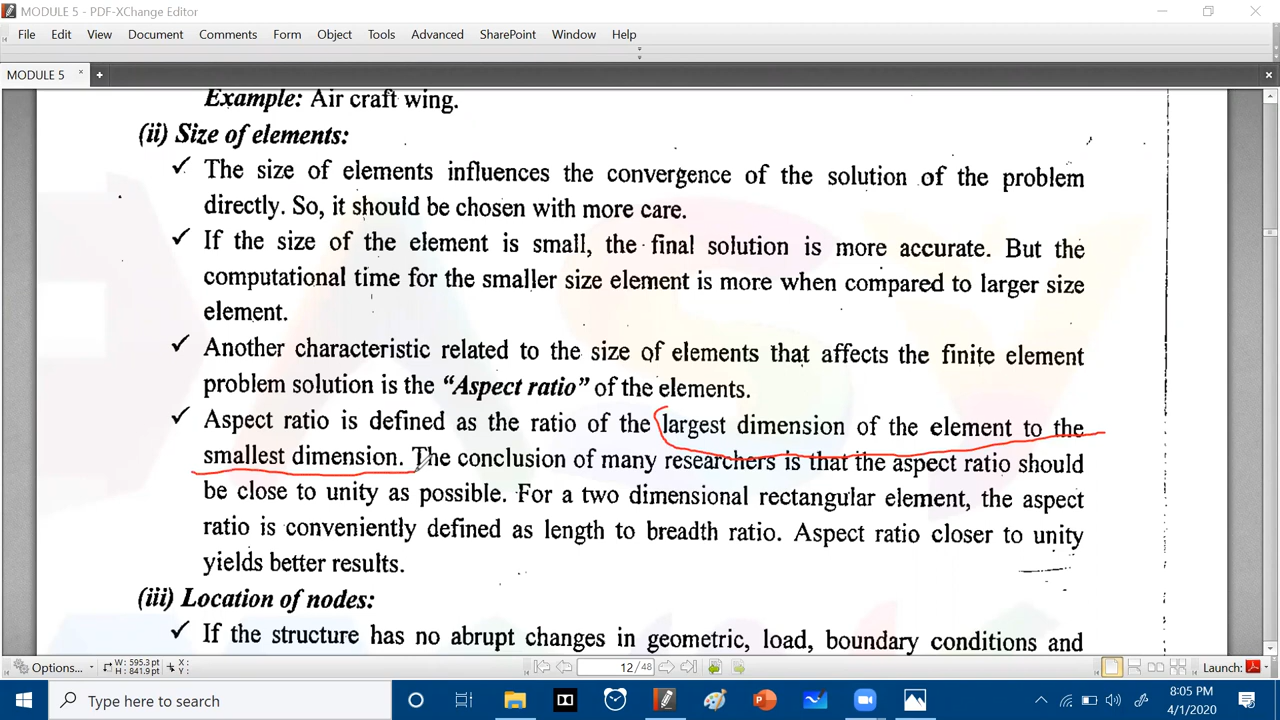 MODULE 5 - PDF-XChange Editor
File Edit View Document Comments Form Object Tools Advanced SharePoint Window Help
MODULE 5
Example: Air craft wing.
(ii) Size of elements:
✓ The size of elements influences the convergence of the solution of the problem
directly. So, it should be chosen with more care.
✓ If the size of the element is small, the final solution is more accurate. But the
computational time for the smaller size element is more when compared to larger size
element.
✓ Another characteristic related to the size of elements that affects the finite element
problem solution is the "Aspect ratio" of the elements.
✓ Aspect ratio is defined as the ratio of the largest dimension of the element to the
smallest dimension. The conclusion of many researchers is that the aspect ratio should
be close to unity as possible. For a two dimensional rectangular element, the aspect
ratio is conveniently defined as length to breadth ratio. Aspect ratio closer to unity
yields better results.
(iii) Location of nodes:
✓ If the structure has no abrupt changes in geometric, load, boundary conditions and
Options... W: 595.3 pt H: 841.9 pt X: Y: 12 / 48 Launch:
Type here to search
8:05 PM
4/1/2020